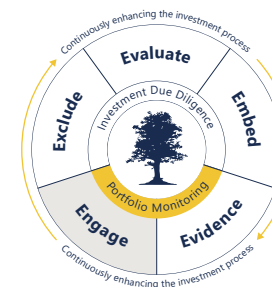 Continuously enhancing the investment process
Evaluate
Embed
Evidence
Engage
Exclude
Investment Due Diligence
Portfolio Monitoring
Continuously enhancing the investment process